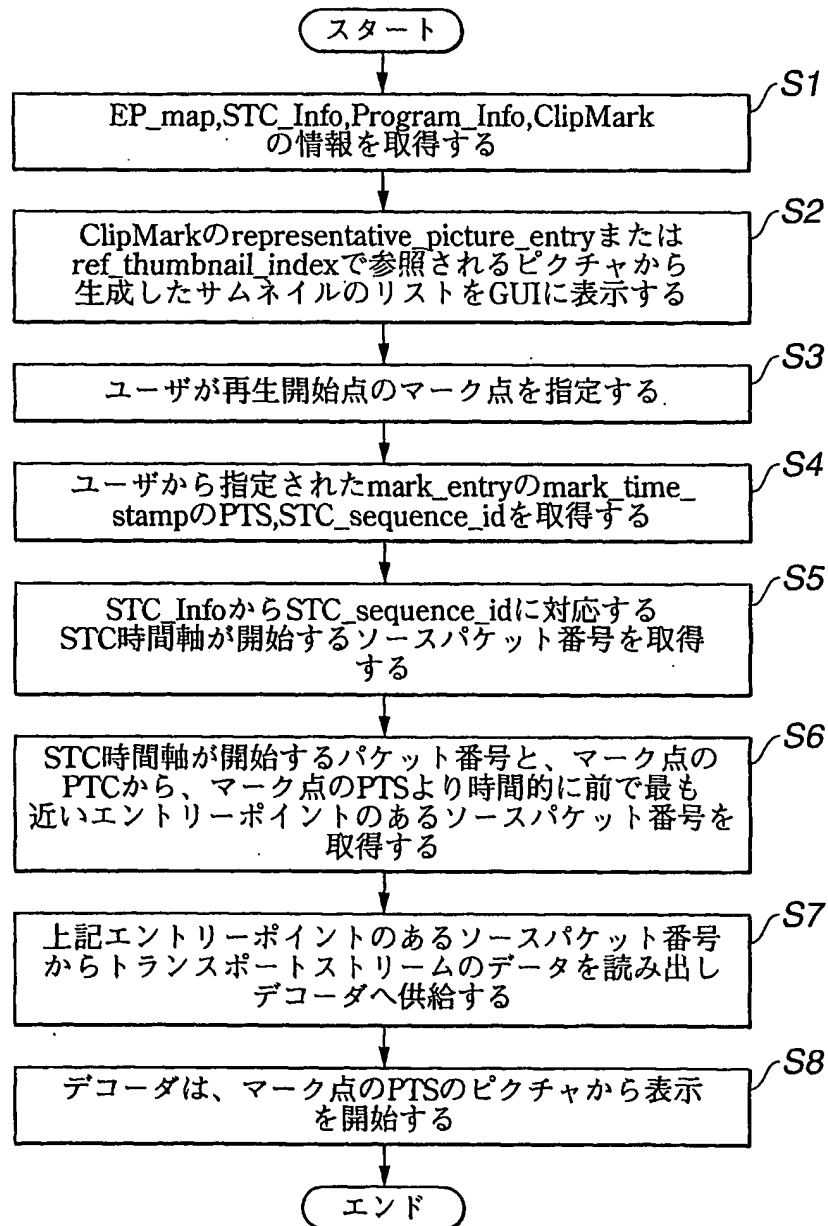 スタート
S1
EP_map,STC_Info,Program_Info,ClipMark
の情報を取得する
S2
ClipMarkのrepresentative_picture_entryまたは
ref_thumbnail_indexで参照されるピクチャから
生成したサムネイルのリストをGUIに表示する
S3
ユーザが再生開始点のマーク点を指定する
S4
ユーザから指定されたmark_entryのmark_time_
stampのPTS,STC_sequence_idを取得する
S5
STC_InfoからSTC_sequence_idに対応する
STC時間軸が開始するソースパケット番号を取得
する
S6
STC時間軸が開始するパケット番号と、マーク点の
PTCから、マーク点のPTSより時間的に前で最も
近いエントリーポイントのあるソースパケット番号を
取得する
S7
上記エントリーポイントのあるソースパケット番号
からトランスポートストリームのデータを読み出し
デコーダへ供給する
S8
デコーダは、マーク点のPTSのピクチャから表示
を開始する
エンド